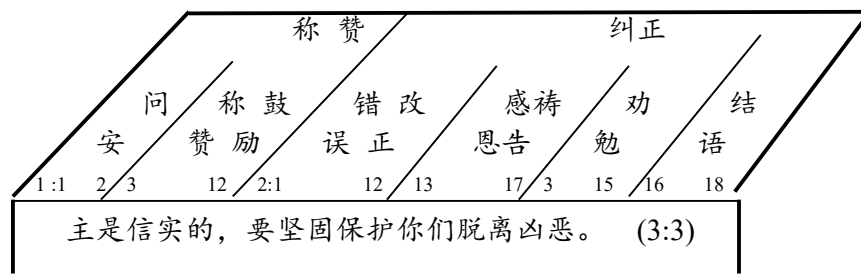 称 赞 纠正
问 称 鼓 错 改 感祷 劝 结
安 赞 励 误 正 恩告 勉 语
1 :1 2 3 12 2:1 12 13 17 3 15 16 18
主是信实的，要坚固保护你们脱离凶恶。 (3:3)